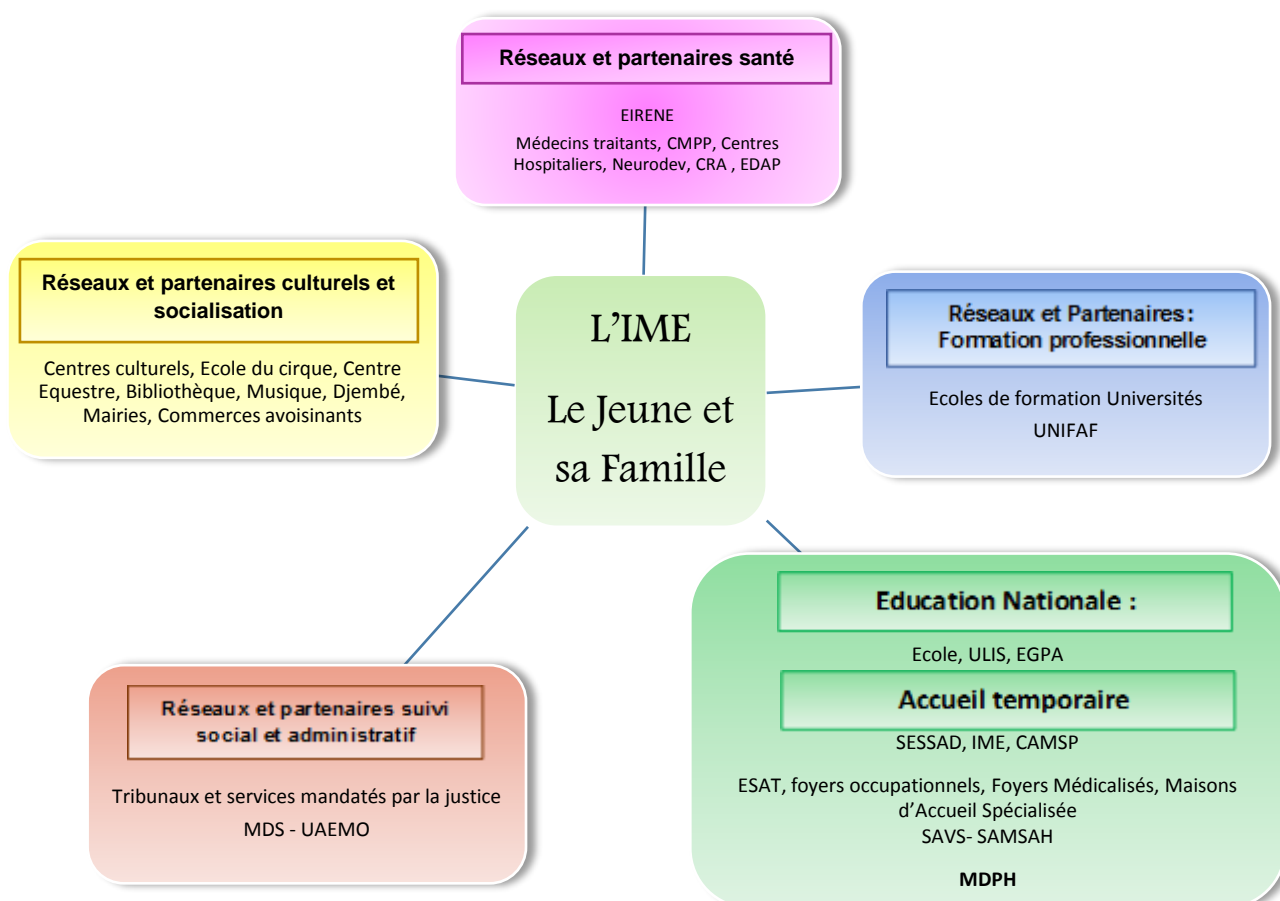 Réseaux et partenaires santé
EIRENE
Médecins traitants, CMPP, Centres
Hospitaliers, Neurodev, CRA , EDAP
Réseaux et partenaires culturels et
socialisation
Centres culturels, Ecole du cirque, Centre
Equestre, Bibliothèque, Musique, Djembé,
Mairies, Commerces avoisinants
L'IME
Le Jeune et
sa Famille
Réseaux et Partenaires :
Formation professionnelle
Ecoles de formation Universités
UNIFAF
Réseaux et partenaires suivi
social et administratif
Tribunaux et services mandatés par la justice
MDS - UAEMO
Education Nationale :
Ecole, ULIS, EGPA
Accueil temporaire
SESSAD, IME, CAMSP
ESAT, foyers occupationnels, Foyers Médicalisés, Maisons
d'Accueil Spécialisée
SAVS- SAMSAH
MDPH